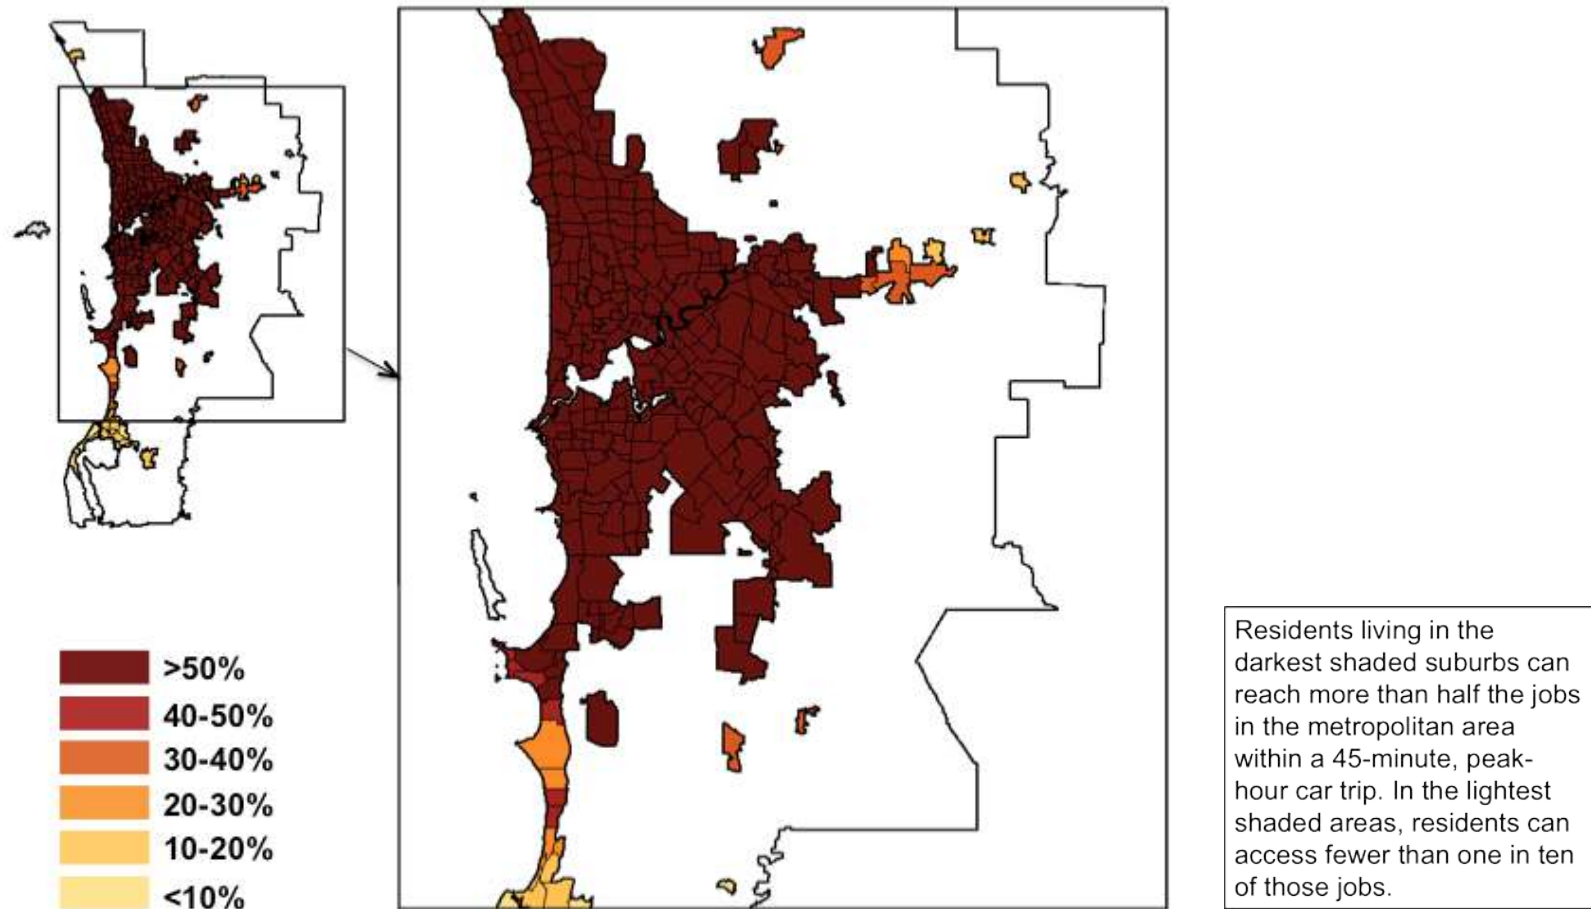 >50%
40-50%
30-40%
20-30%
10-20%
<10%
Residents living in the
darkest shaded suburbs can
reach more than half the jobs
in the metropolitan area
within a 45-minute, peak-
hour car trip. In the lightest
shaded areas, residents can
access fewer than one in ten
of those jobs.